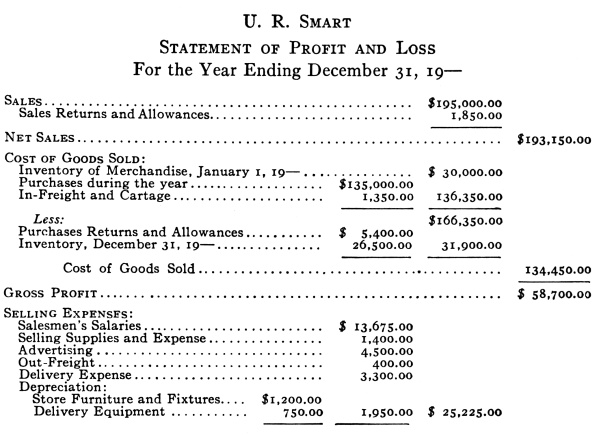 U. R. SMART
STATEMENT OF PROFIT AND LOSS
For the Year Ending December 31, 19—
SALES ........ $195,000.00
Sales Returns and Allowances ........ 1,850.00
NET SALES ........ $193,150.00
COST OF GOODS SOLD:
Inventory of Merchandise, January 1, 19— ........ $ 30,000.00
Purchases during the year ........ $135,000.00
In-Freight and Cartage ........ 1,350.00 136,350.00
Less: $166,350.00
Purchases Returns and Allowances ........ $ 5,400.00
Inventory, December 31, 19— ........ 26,500.00 31,900.00
Cost of Goods Sold ........ 134,450.00
GROSS PROFIT ........ $ 58,700.00
SELLING EXPENSES:
Salesmen's Salaries ........ $ 13,675.00
Selling Supplies and Expense ........ 1,400.00
Advertising ........ 4,500.00
Out-Freight ........ 400.00
Delivery Expense ........ 3,300.00
Depreciation:
Store Furniture and Fixtures.... $1,200.00
Delivery Equipment ........ 750.00 1,950.00 $ 25,225.00